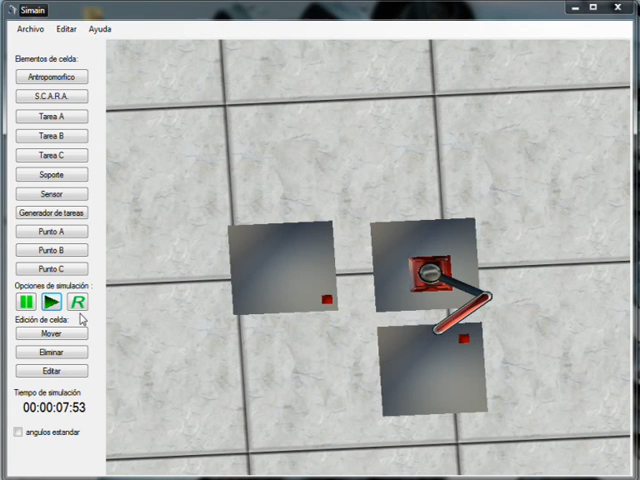 Simain
Archivo Editar Ayuda
Elementos de celda:
Antropomorfico
S.C.A.R.A.
Tarea A
Tarea B
Tarea C
Soporte
Sensor
Generador de tareas
Punto A
Punto B
Punto C
Opciones de simulación :
R
Edición de celda:
Mover
Eliminar
Editar
Tiempo de simulación
00:00:07:53
angulos estandar